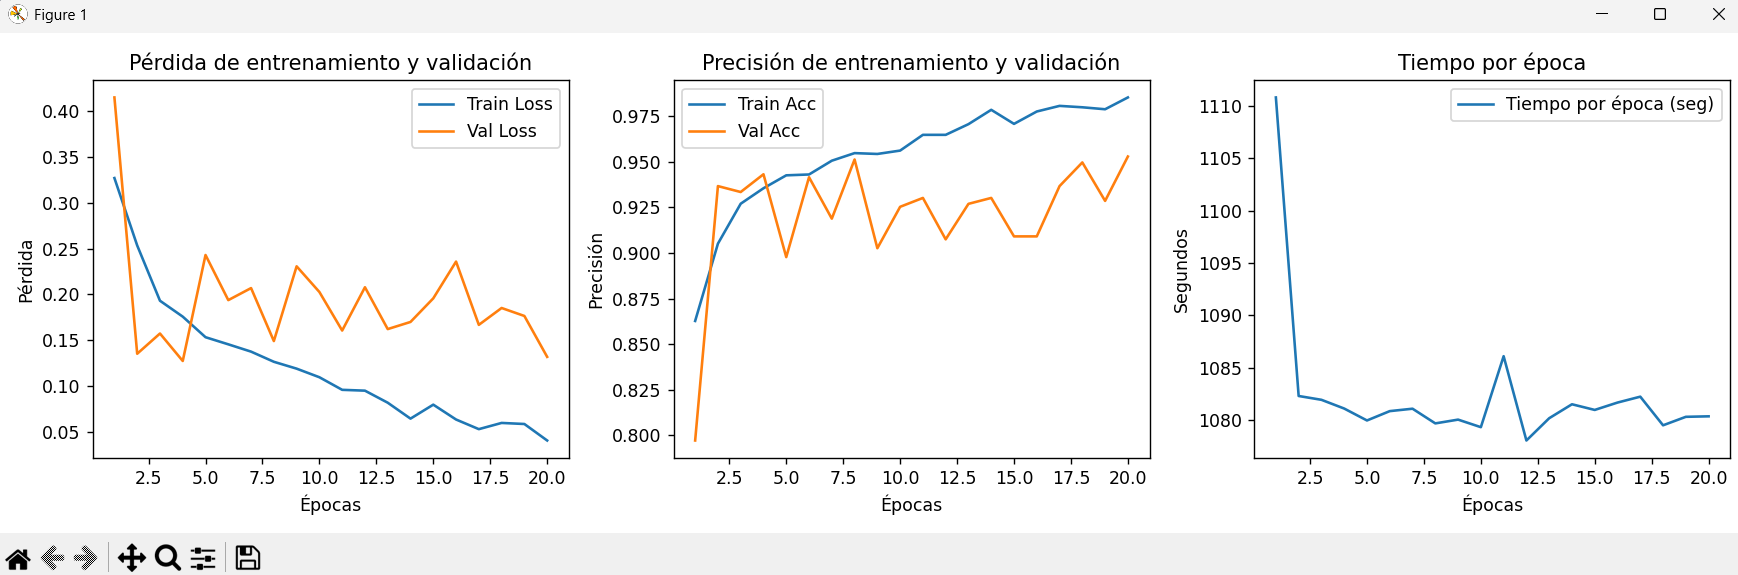 Figure 1
Pérdida de entrenamiento y validación
Train Loss
Val Loss
0.40
0.35
0.30
0.25
0.20
0.15
0.10
0.05
Pérdida
2.5 5.0 7.5 10.0 12.5 15.0 17.5 20.0
Épocas
Precisión de entrenamiento y validación
Train Acc
Val Acc
0.975
0.950
0.925
0.900
0.875
0.850
0.825
0.800
Precisión
2.5 5.0 7.5 10.0 12.5 15.0 17.5 20.0
Épocas
Tiempo por época
Tiempo por época (seg)
1110
1105
1100
1095
1090
1085
1080
Segundos
2.5 5.0 7.5 10.0 12.5 15.0 17.5 20.0
Épocas